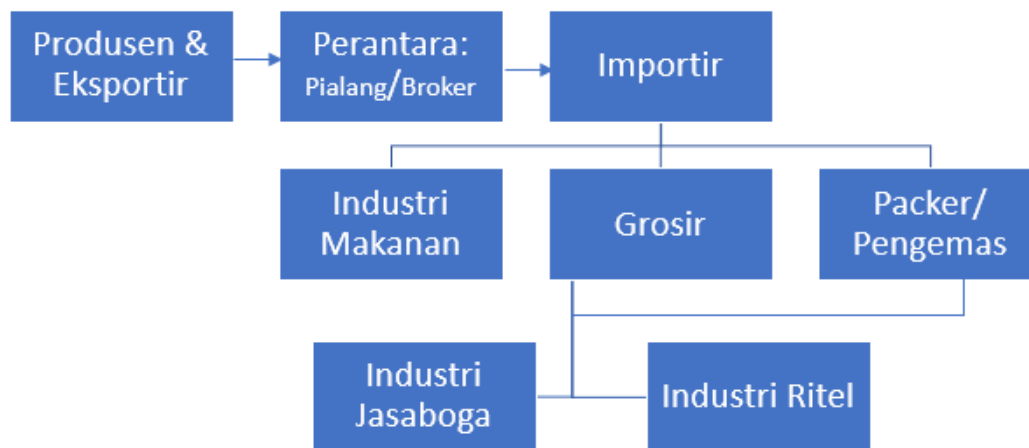 Produsen &
Eksportir
Perantara:
Pialang/Broker
Importir
Industri
Makanan
Grosir
Packer/
Pengemas
Industri
Jasaboga
Industri Ritel